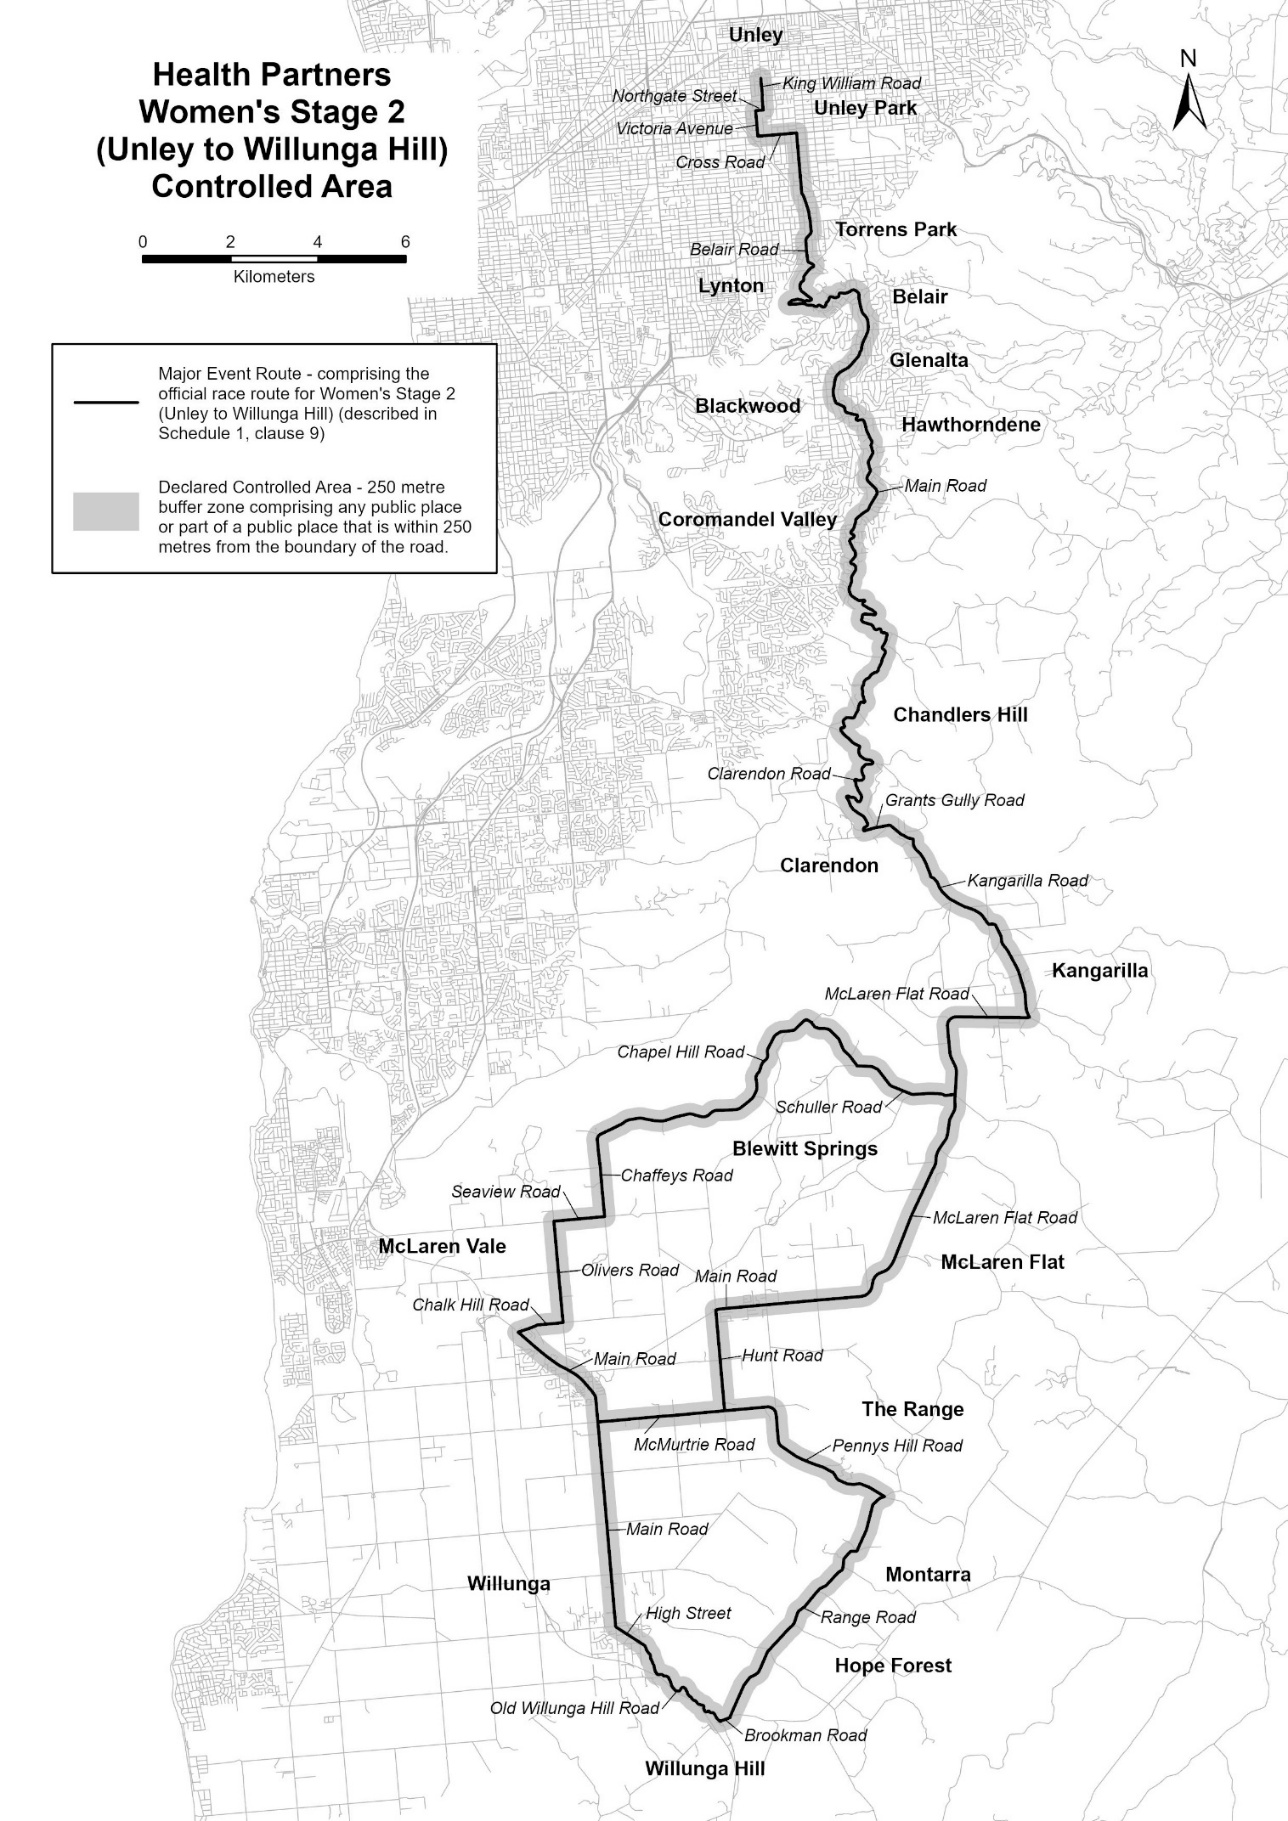 Health Partners
Women's Stage 2
(Unley to Willunga Hill)
Controlled Area
0 2 4 6
Kilometers
Major Event Route - comprising the
official race route for Women's Stage 2
(Unley to Willunga Hill) (described in
Schedule 1, clause 9)
Declared Controlled Area - 250 metre
buffer zone comprising any public place
or part of a public place that is within 250
metres from the boundary of the road.
N
Unley
King William Road
Northgate Street
Unley Park
Victoria Avenue
Cross Road
Torrens Park
Belair Road
Lynton
Belair
Glenalta
Blackwood
Hawthorndene
Main Road
Coromandel Valley
Chandlers Hill
Clarendon Road
Grants Gully Road
Clarendon
Kangarilla Road
Kangarilla
McLaren Flat Road
Chapel Hill Road
Schuller Road
Blewitt Springs
Chaffeys Road
Seaview Road
McLaren Flat Road
McLaren Vale
McLaren Flat
Olivers Road
Main Road
Chalk Hill Road
Main Road
Hunt Road
The Range
McMurtrie Road
Pennys Hill Road
Main Road
Montarra
Willunga
High Street
Range Road
Hope Forest
Old Willunga Hill Road
Brookman Road
Willunga Hill